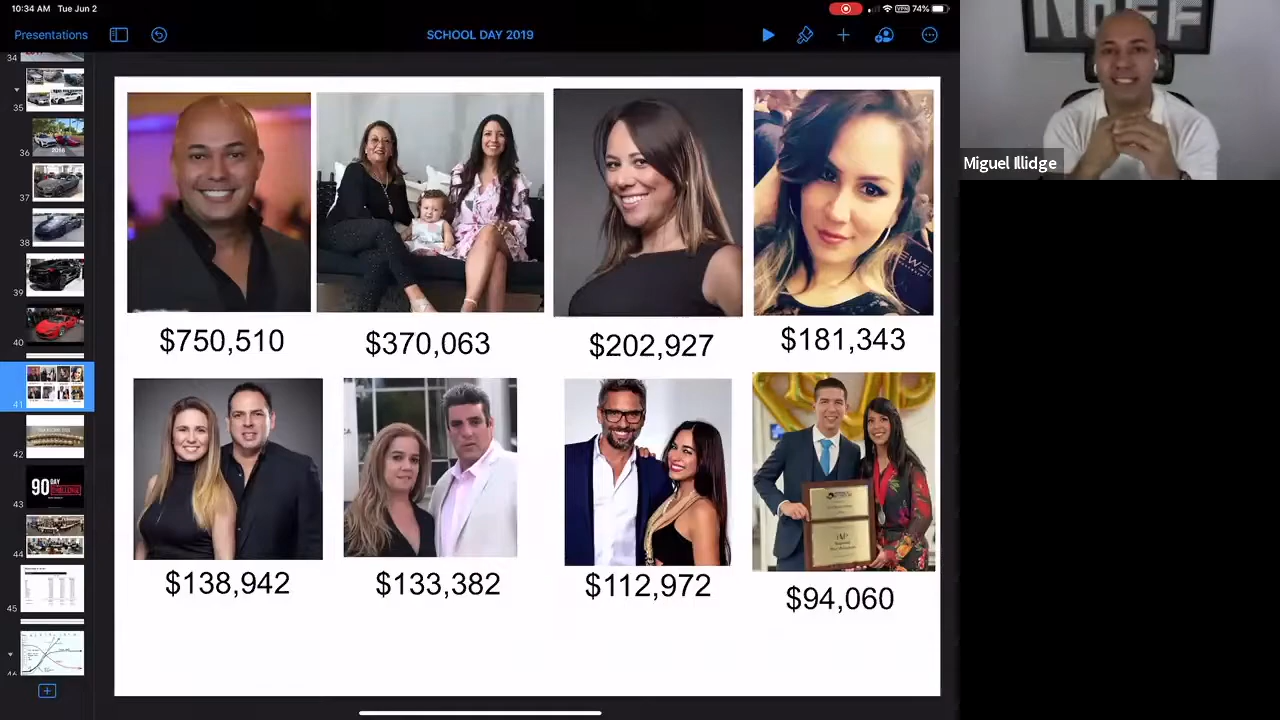 10:34 AM Tue Jun 2
VPN 74%
Presentations
SCHOOL DAY 2019
Miguel Illidge
34
35
36
37
38
39
40
41
42
43
44
45
90 DAY
CHALLENGE
$750,510
$370,063
$202,927
$181,343
$138,942
$133,382
$112,972
$94,060